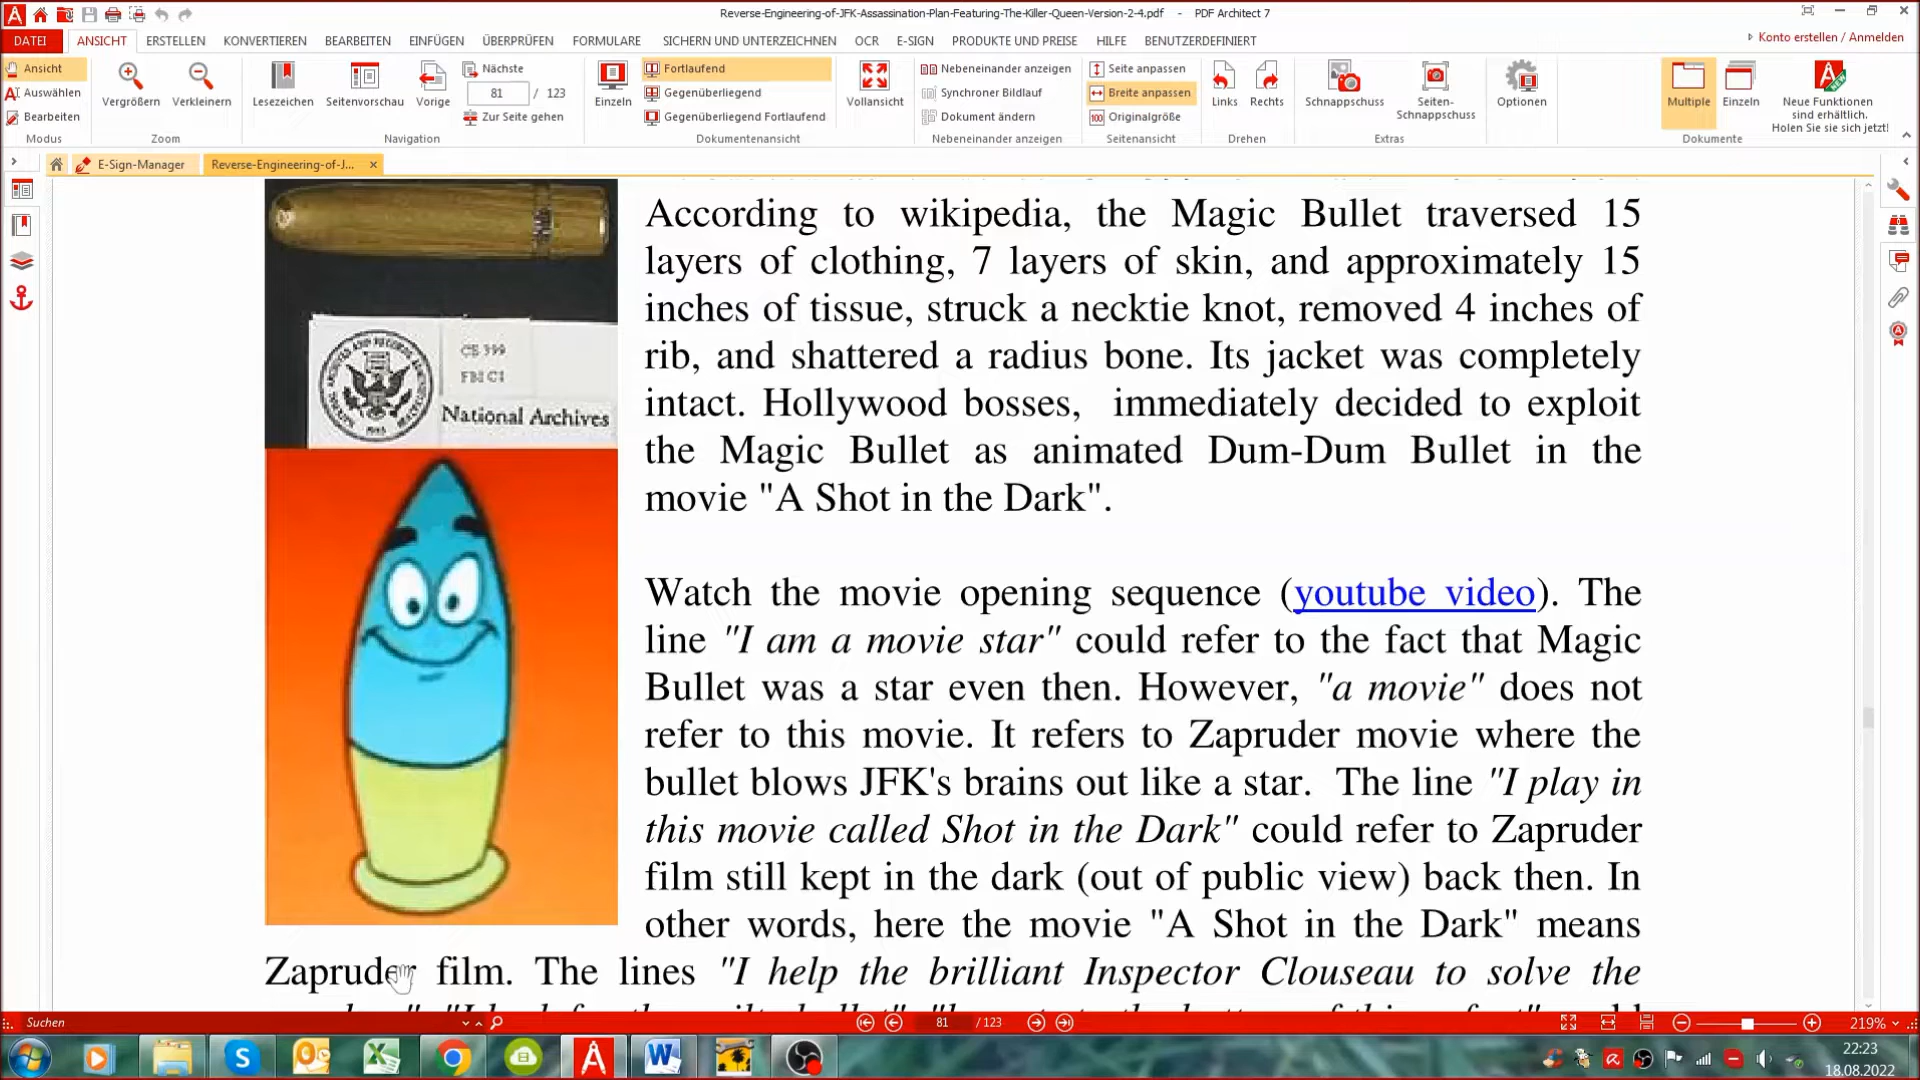 Reverse-Engineering-of-JFK-Assassination-Plan-Featuring-The-Killer-Queen-Version-2-4.pdf - PDF Architect 7
DATEI ANSICHT ERSTELLEN KONVERTIEREN BEARBEITEN EINFÜGEN ÜBERPRÜFEN FORMULARE SICHERN UND UNTERZEICHNEN OCR E-SIGN PRODUKTE UND PREISE HILFE BENUTZERDEFINIERT Konto erstellen / Anmelden
Ansicht
Auswählen
Bearbeiten
Modus
Vergrößern
Verkleinern
Zoom
Lesezeichen
Seitenvorschau
Vorige
Nächste
81 / 123
Zur Seite gehen
Navigation
Einzeln
Fortlaufend
Gegenüberliegend
Gegenüberliegend Fortlaufend
Dokumentenansicht
Vollansicht
Nebeneinander anzeigen
Synchroner Bildlauf
Dokument ändern
Nebeneinander anzeigen
Seite anpassen
Breite anpassen
Originalgröße
Seitenansicht
Links
Rechts
Drehen
Schnappschuss
Seiten-
Schnappschuss
Extras
Optionen
Multiple
Einzeln
Dokumente
Neue Funktionen
sind erhältlich.
Holen Sie sie sich jetzt!
E-Sign-Manager
Reverse-Engineering-of-J...
CE 399
FBI C1
National Archives
According to wikipedia, the Magic Bullet traversed 15
layers of clothing, 7 layers of skin, and approximately 15
inches of tissue, struck a necktie knot, removed 4 inches of
rib, and shattered a radius bone. Its jacket was completely
intact. Hollywood bosses, immediately decided to exploit
the Magic Bullet as animated Dum-Dum Bullet in the
movie "A Shot in the Dark".
Watch the movie opening sequence (youtube video). The
line "I am a movie star" could refer to the fact that Magic
Bullet was a star even then. However, "a movie" does not
refer to this movie. It refers to Zapruder movie where the
bullet blows JFK's brains out like a star. The line "I play in
this movie called Shot in the Dark" could refer to Zapruder
film still kept in the dark (out of public view) back then. In
other words, here the movie "A Shot in the Dark" means
Zapruder film. The lines "I help the brilliant Inspector Clouseau to solve the
Suchen
81 / 123
219%
22:23
18.08.2022